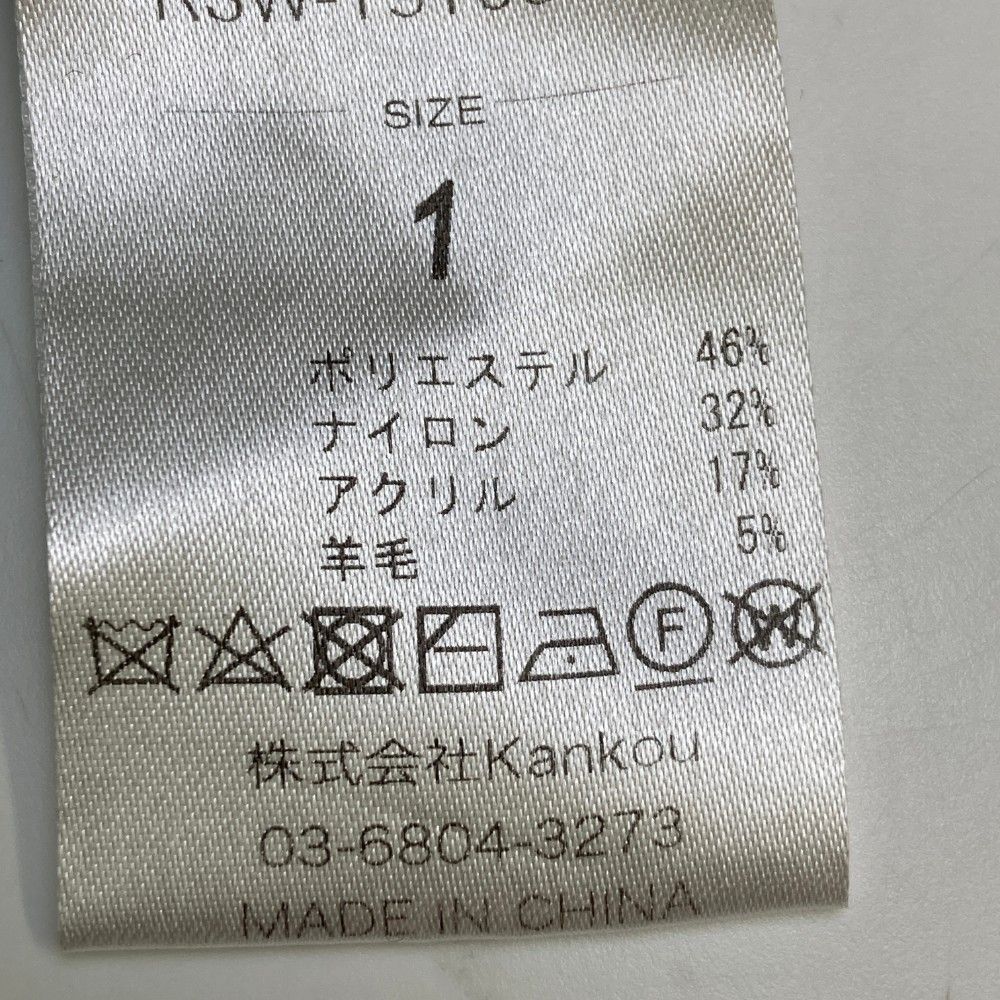 SIZE
1
ポリエステル 46%
ナイロン 32%
アクリル 17%
羊毛 5%
F
W
株式会社Kankou
03-6804-3273
MADE IN CHINA